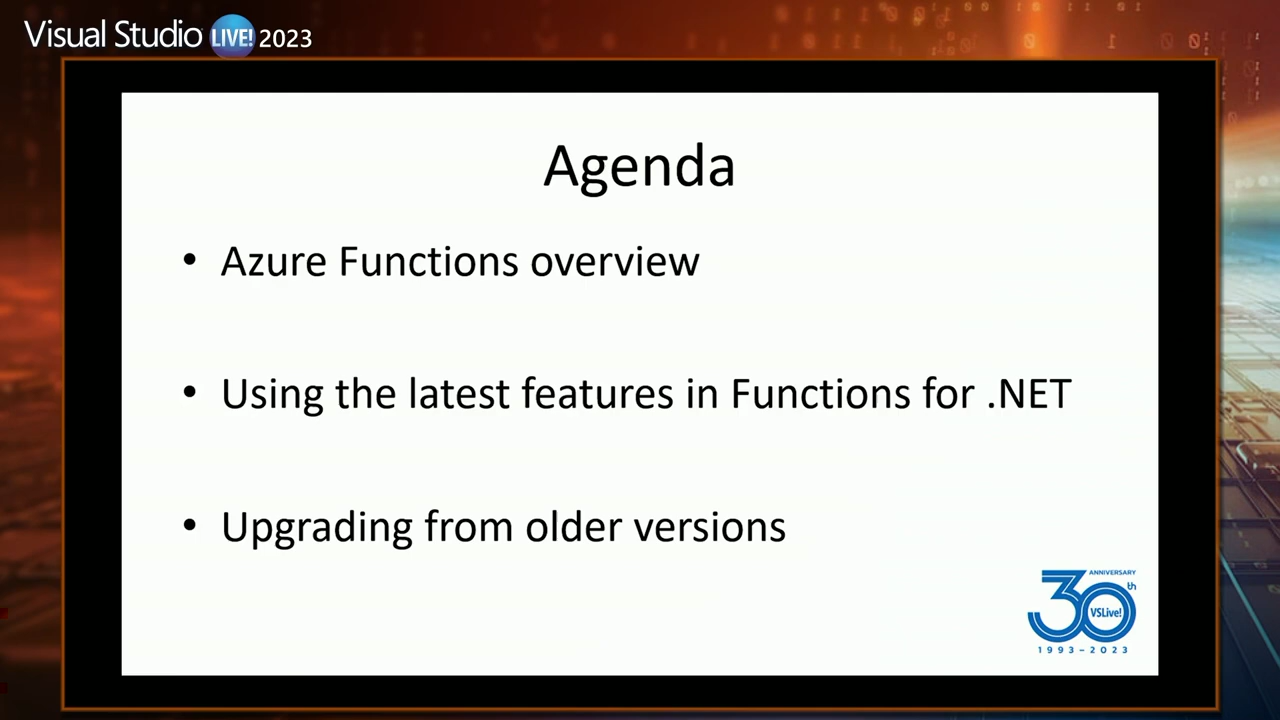 Visual Studio LIVE! 2023
Agenda
• Azure Functions overview
• Using the latest features in Functions for .NET
• Upgrading from older versions
ANNIVERSARY
30th
VSLive!
1993-2023